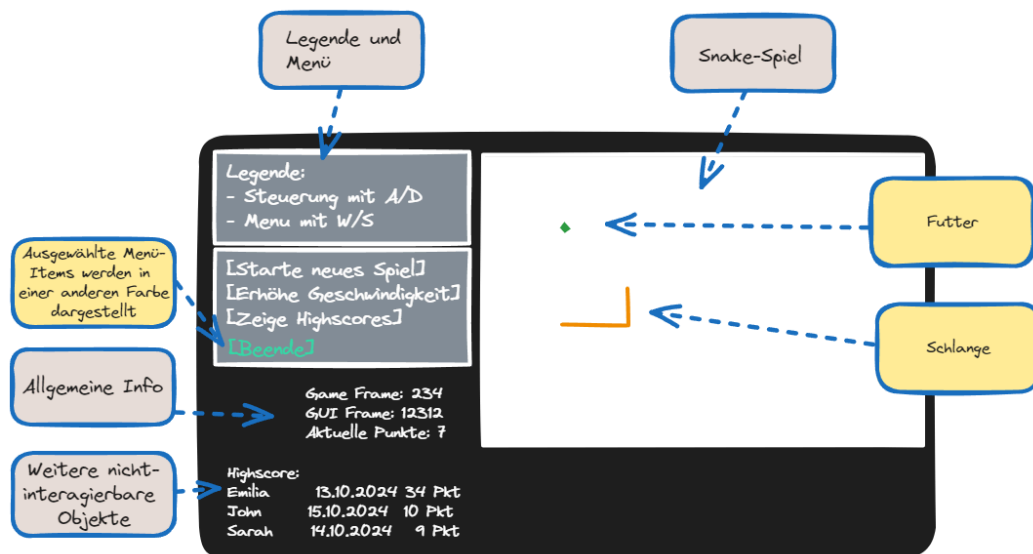 Legende und
Menü
Snake-Spiel
Legende:
- Steuerung mit A/D
- Menu mit W/S
Futter
Ausgewählte Menü-
Items werden in
einer anderen Farbe
dargestellt
[Starte neues Spiel]
[Erhöhe Geschwindigkeit]
[Zeige Highscores]
[Beende]
Schlange
Allgemeine Info
Game Frame: 234
GUI Frame: 12312
Aktuelle Punkte: 7
Weitere nicht-
interagierbare
Objekte
Highscore:
Emilia 13.10.2024 34 Pkt
John 15.10.2024 10 Pkt
Sarah 14.10.2024 9 Pkt